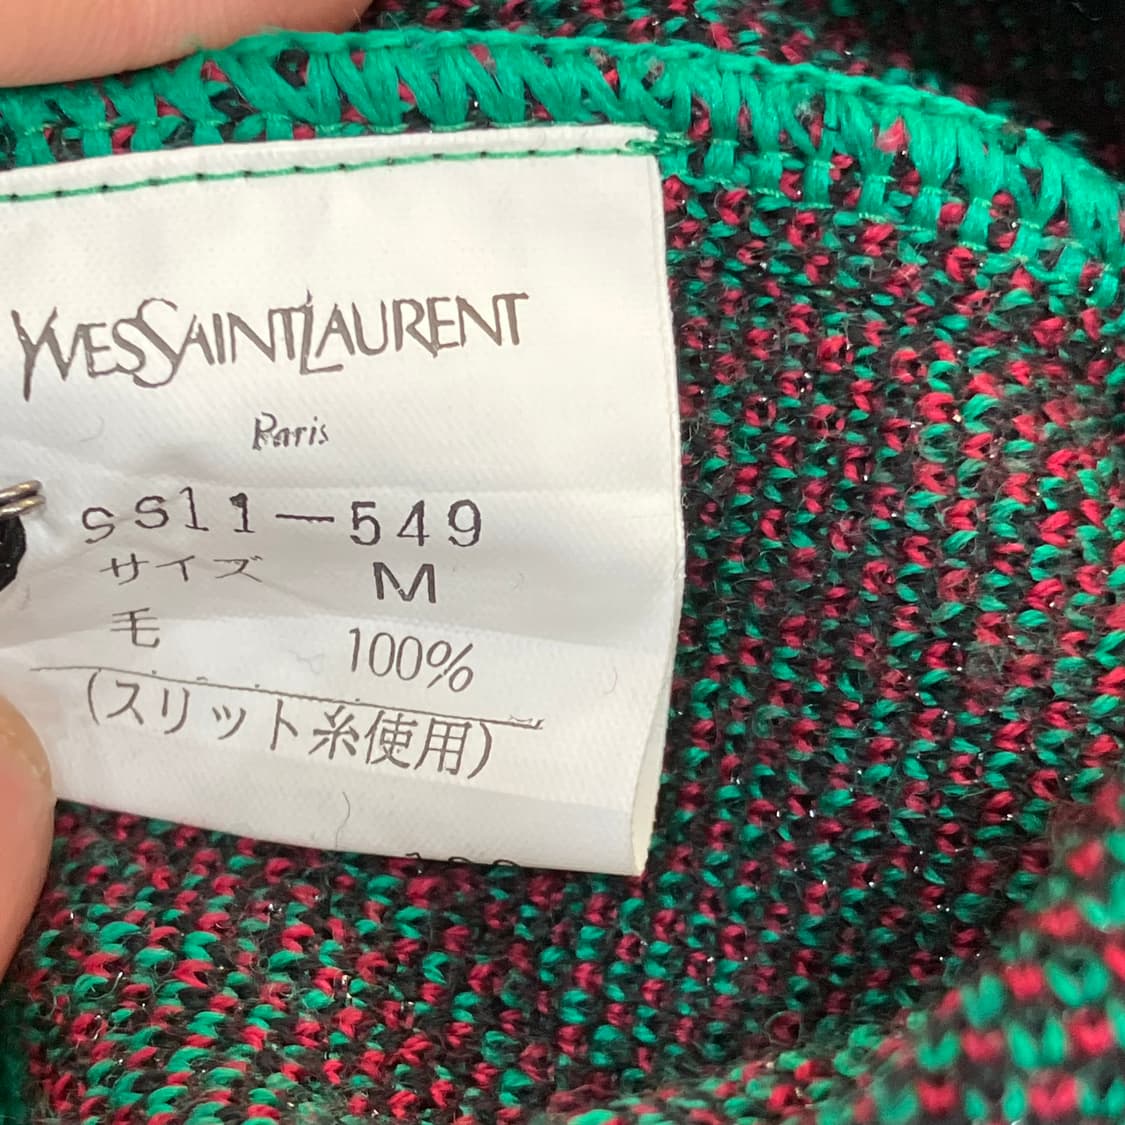 YVESSAINTLAURENT
Paris
SS11-549
サイズ M
毛 100%
(スリット糸使用)